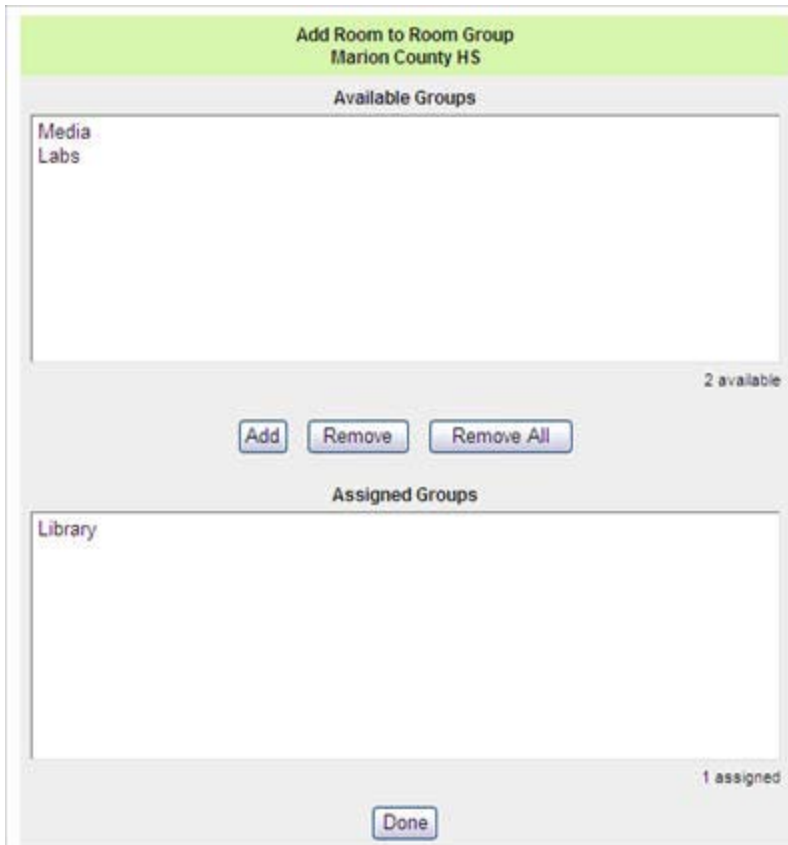 Add Room to Room Group
Marion County HS
Available Groups
Media
Labs
2 available
Add Remove Remove All
Assigned Groups
Library
1 assigned
Done